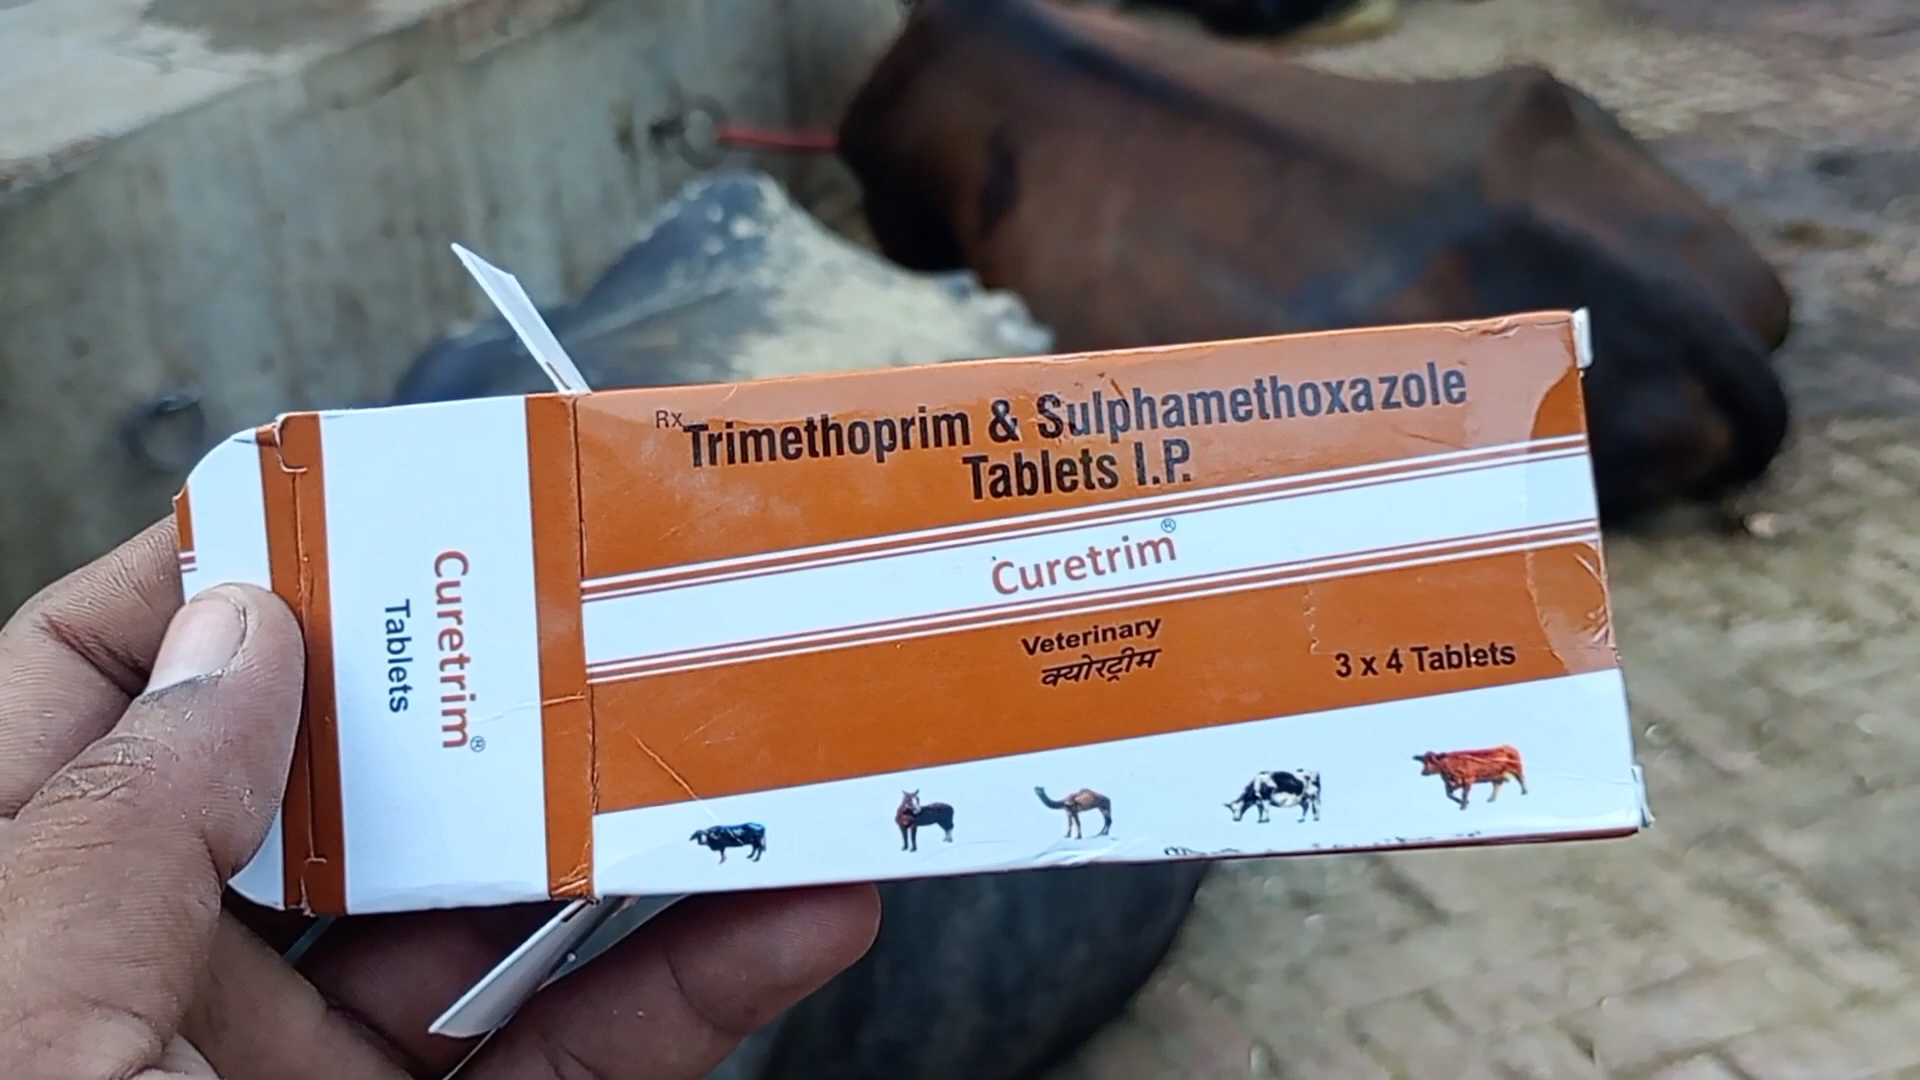 Rx
Trimethoprim & Sulphamethoxazole
Tablets I.P.
Curetrim®
Veterinary
क्योरट्रीम
3 x 4 Tablets
Curetrim®
Tablets